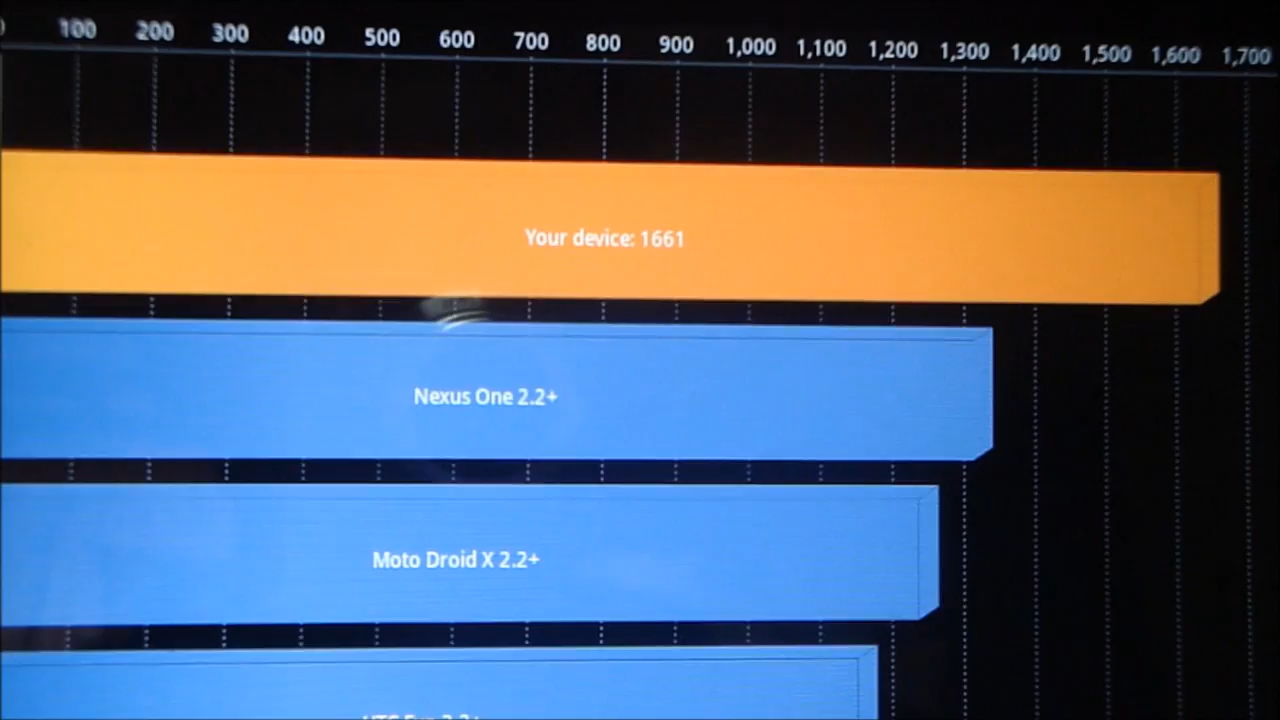 100 200 300 400 500 600 700 800 900 1,000 1,100 1,200 1,300 1,400 1,500 1,600 1,700
Your device: 1661
Nexus One 2.2+
Moto Droid X 2.2+